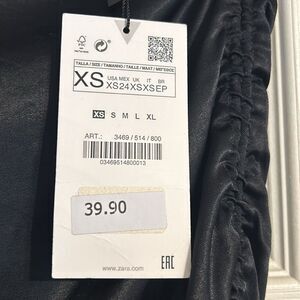 FSC
TALLA / SIZE / TAMANHO / TAILLE / MAAT /
XS
USA MEX UK IT BR
XS24XSXSEP
XS S M L XL
ART.: 3469 / 514 / 800
03469514800013
39.90
www.zara.com
EAC